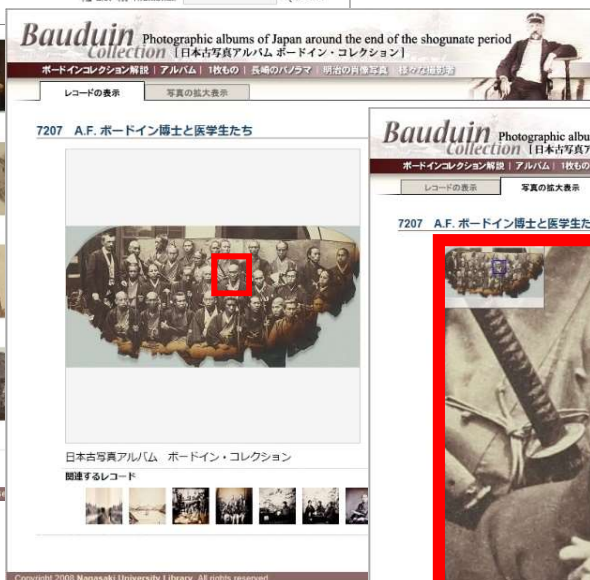 Bauduin Photographic albums of Japan around the end of the shogunate period
Collection [日本古写真アルバム ボードイン・コレクション]
ボードインコレクション解説 | アルバム | 1枚もの | 長崎のパノラマ | 明治の肖像写真 | 様々な撮影者
レコードの表示 写真の拡大表示
7207 A.F. ボードイン博士と医学生たち
日本古写真アルバム ボードイン・コレクション
関連するレコード
Copyright 2008 Nagasaki University Library. All rights reserved.
Bauduin Photographic albu
Collection [日本古写真ア
ボードインコレクション解説 | アルバム | 1枚もの
レコードの表示 写真の拡大表示
7207 A.F. ボードイン博士と医学生た